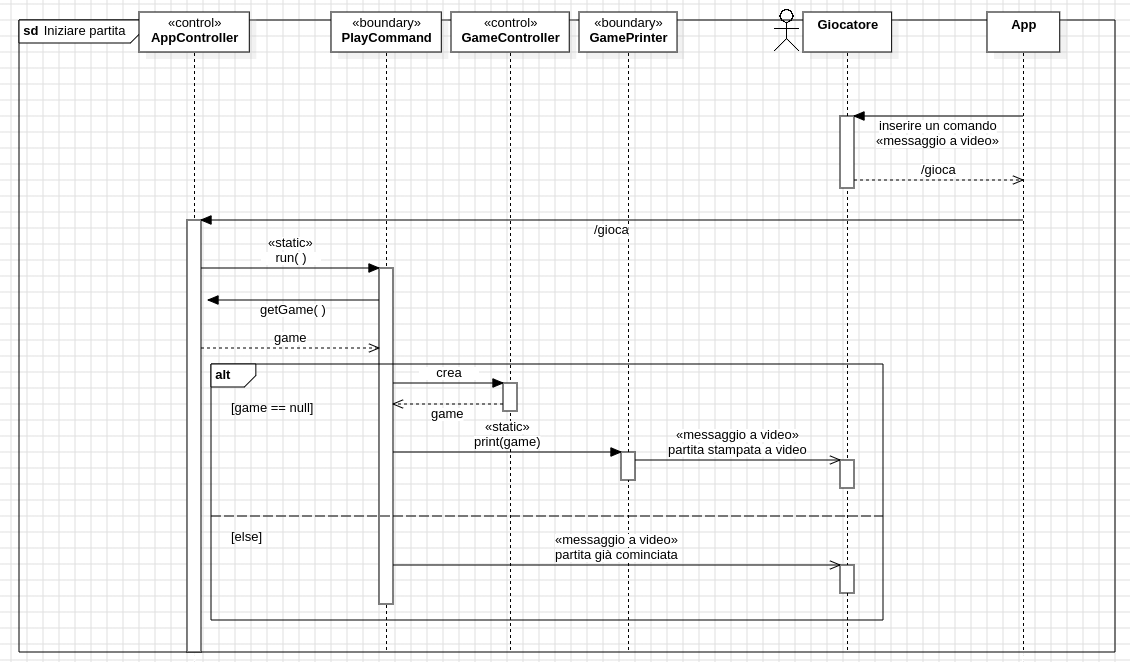 sd Iniziare partita
«control»
AppController
«boundary»
PlayCommand
«control»
GameController
«boundary»
GamePrinter
Giocatore
App
inserire un comando
«messaggio a video»
/gioca
/gioca
«static»
run( )
getGame( )
game
alt
crea
[game == null]
game
«static»
print(game)
«messaggio a video»
partita stampata a video
[else]
«messaggio a video»
partita già cominciata